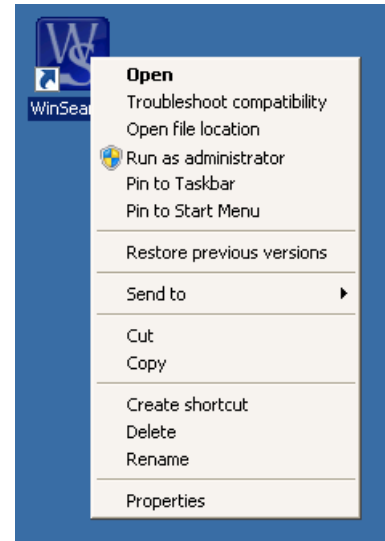 WS
WinSear
Open
Troubleshoot compatibility
Open file location
Run as administrator
Pin to Taskbar
Pin to Start Menu
Restore previous versions
Send to
Cut
Copy
Create shortcut
Delete
Rename
Properties